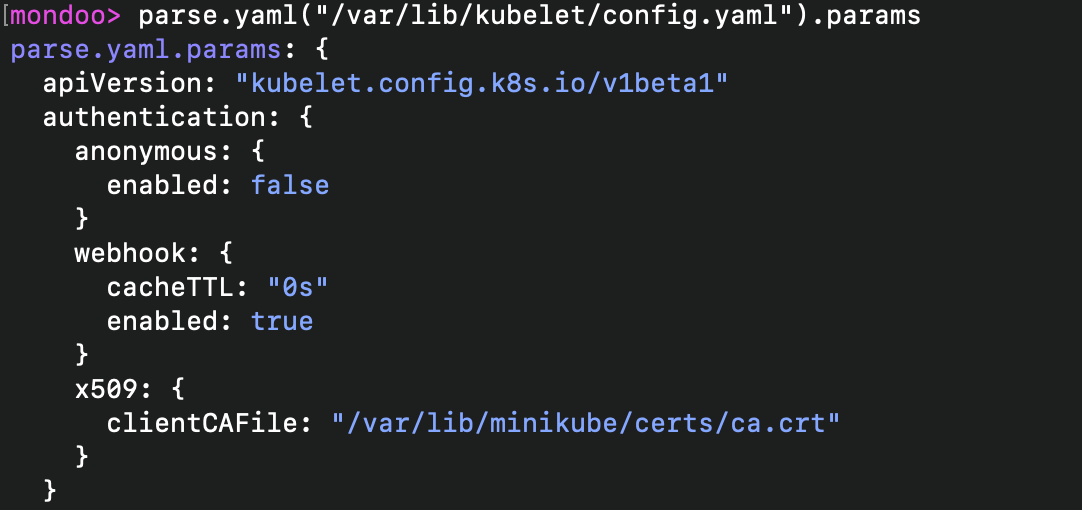 [mondoo> parse.yaml("/var/lib/kubelet/config.yaml").params
parse.yaml.params: {
  apiVersion: "kubelet.config.k8s.io/v1beta1"
  authentication: {
    anonymous: {
      enabled: false
    }
    webhook: {
      cacheTTL: "0s"
      enabled: true
    }
    x509: {
      clientCAFile: "/var/lib/minikube/certs/ca.crt"
    }
  }